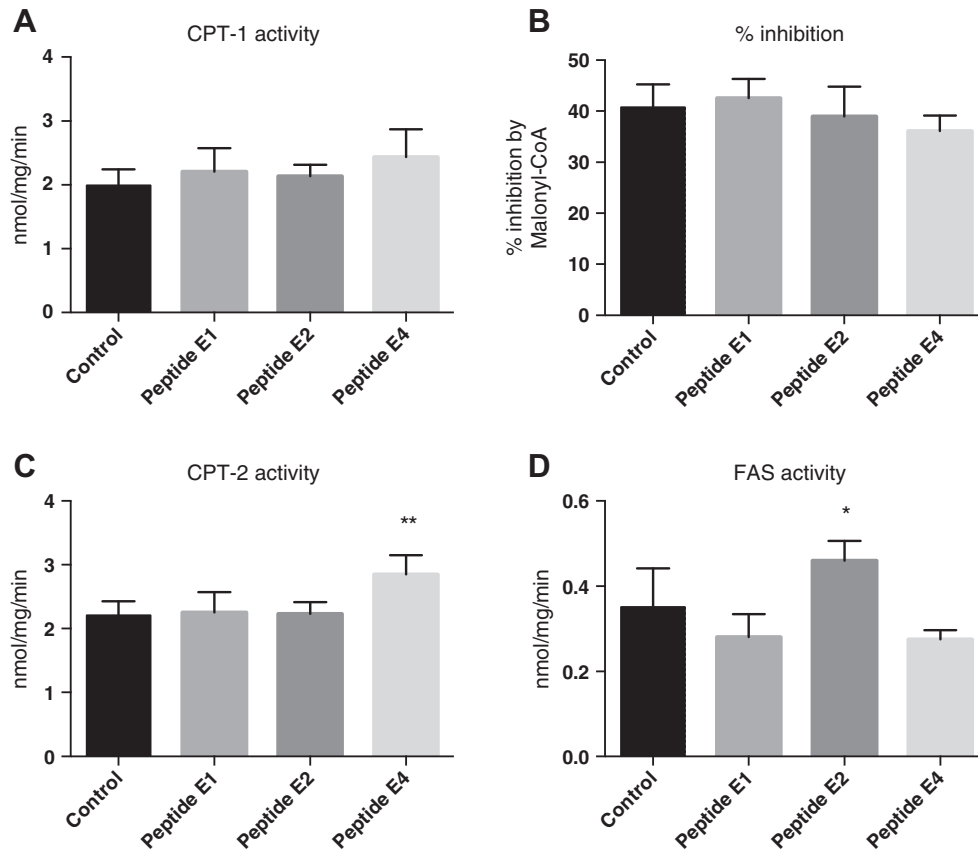 A
CPT-1 activity
nmol/mg/min
4
3
2
1
0
Control
Peptide E1
Peptide E2
Peptide E4
B
% inhibition
% inhibition by
Malonyl-CoA
50
40
30
20
10
0
Control
Peptide E1
Peptide E2
Peptide E4
C
CPT-2 activity
nmol/mg/min
4
3
2
1
0
**
Control
Peptide E1
Peptide E2
Peptide E4
D
FAS activity
nmol/mg/min
0.6
0.4
0.2
0.0
*
Control
Peptide E1
Peptide E2
Peptide E4